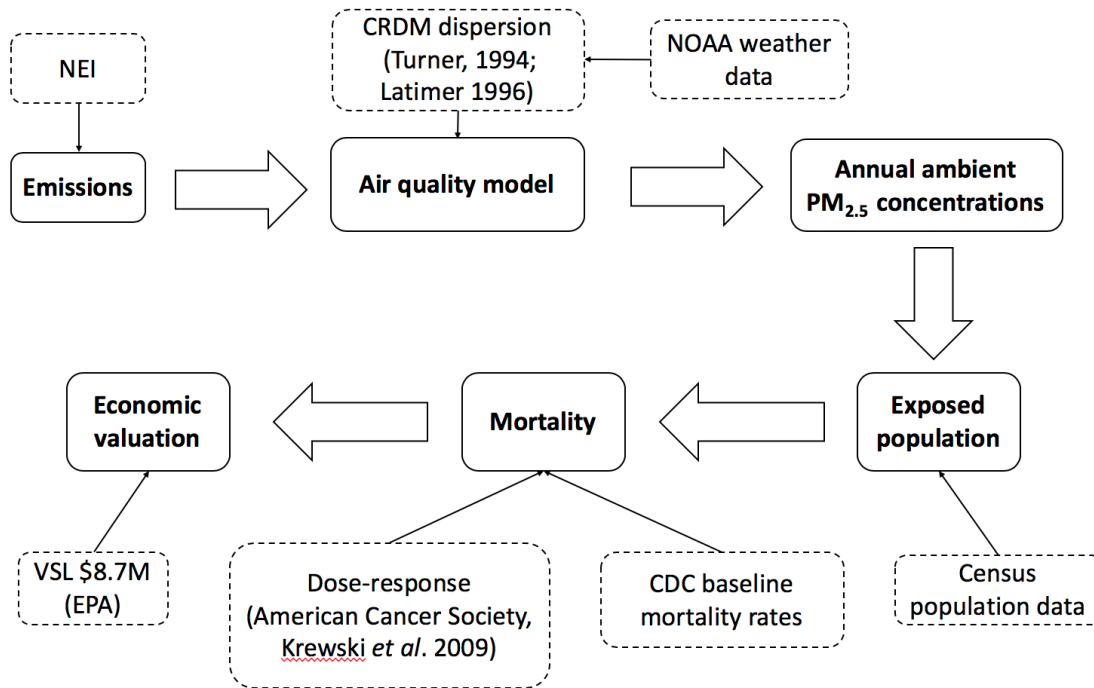 NEI
CRDM dispersion
(Turner, 1994;
Latimer 1996)
NOAA weather
data
Emissions
Air quality model
Annual ambient
PM2.5 concentrations
Economic
valuation
Mortality
Exposed
population
VSL $8.7M
(EPA)
Dose-response
(American Cancer Society,
Krewski et al. 2009)
CDC baseline
mortality rates
Census
population data